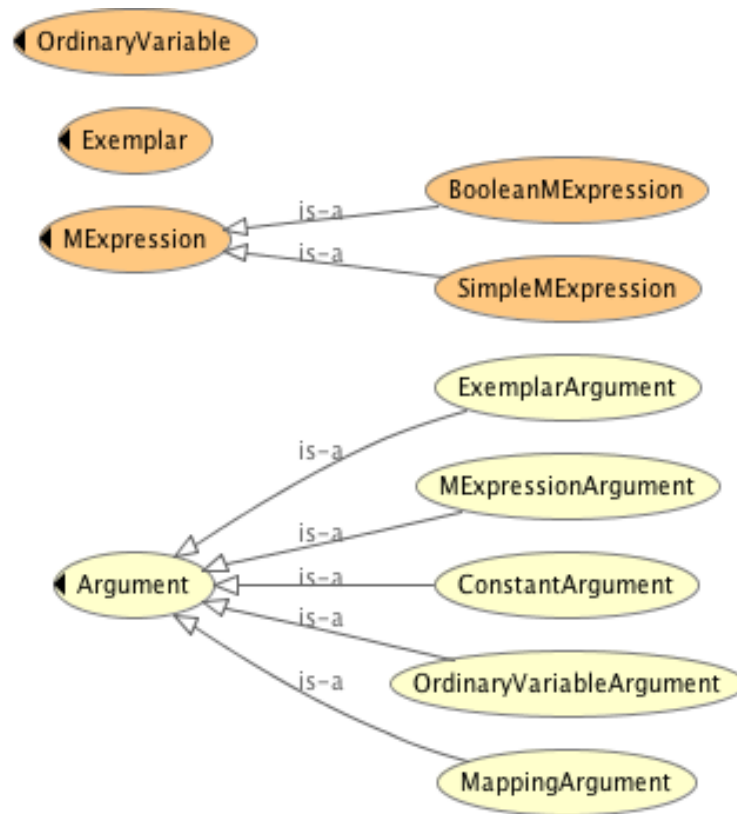 OrdinaryVariable
Exemplar
BooleanMExpression
is-a
MExpression
is-a
SimpleMExpression
ExemplarArgument
is-a
MExpressionArgument
is-a
Argument
is-a
ConstantArgument
is-a
OrdinaryVariableArgument
is-a
MappingArgument